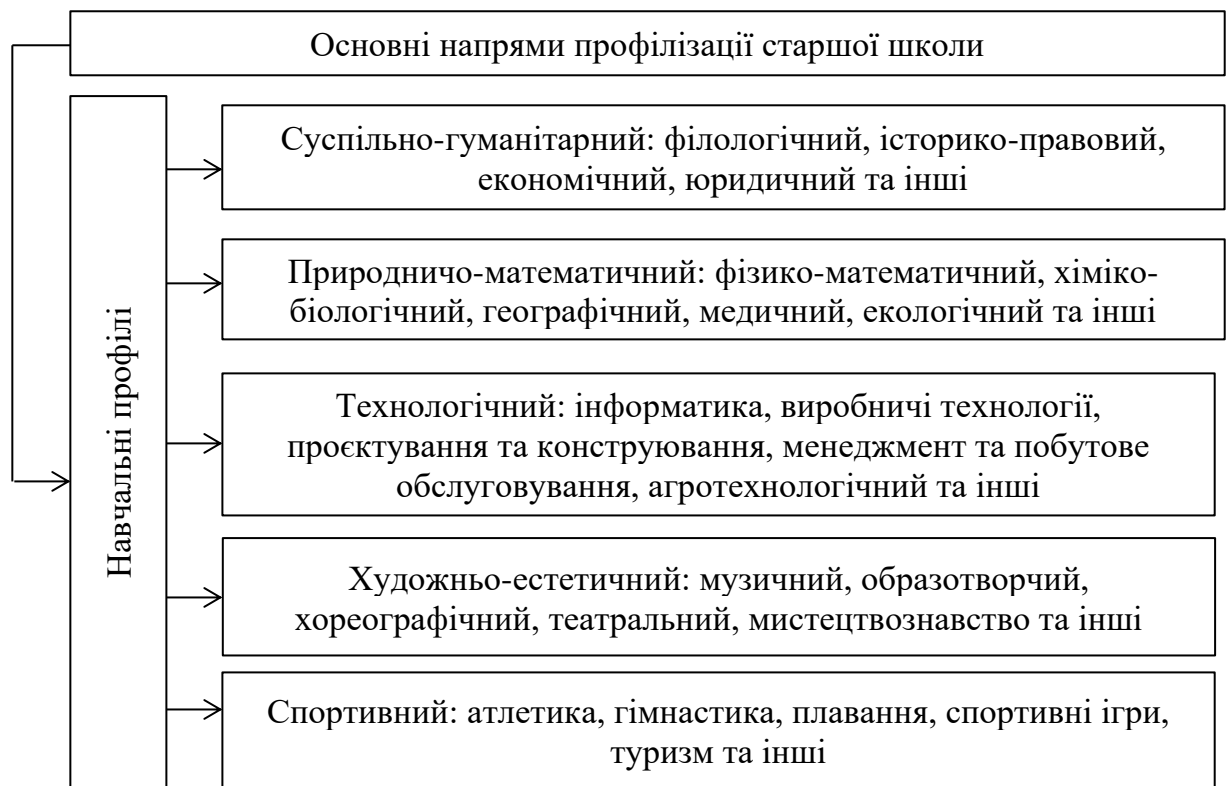 Основні напрями профілізації старшої школи
Навчальні профілі
Суспільно-гуманітарний: філологічний, історико-правовий,
економічний, юридичний та інші
Природничо-математичний: фізико-математичний, хіміко-
біологічний, географічний, медичний, екологічний та інші
Технологічний: інформатика, виробничі технології,
проєктування та конструювання, менеджмент та побутове
обслуговування, агротехнологічний та інші
Художньо-естетичний: музичний, образотворчий,
хореографічний, театральний, мистецтвознавство та інші
Спортивний: атлетика, гімнастика, плавання, спортивні ігри,
туризм та інші